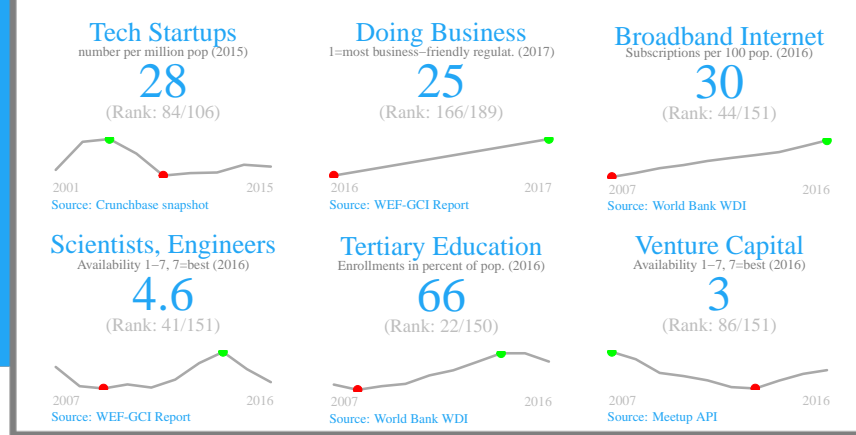 Tech Startups
number per million pop (2015)
28
(Rank: 84/106)
2001 2015
Source: Crunchbase snapshot
Doing Business
1=most business−friendly regulat. (2017)
25
(Rank: 166/189)
2016 2017
Source: WEF-GCI Report
Broadband Internet
Subscriptions per 100 pop. (2016)
30
(Rank: 44/151)
2007 2016
Source: World Bank WDI
Scientists, Engineers
Availability 1−7, 7=best (2016)
4.6
(Rank: 41/151)
2007 2016
Source: WEF-GCI Report
Tertiary Education
Enrollments in percent of pop. (2016)
66
(Rank: 22/150)
2007 2016
Source: World Bank WDI
Venture Capital
Availability 1−7, 7=best (2016)
3
(Rank: 86/151)
2007 2016
Source: Meetup API